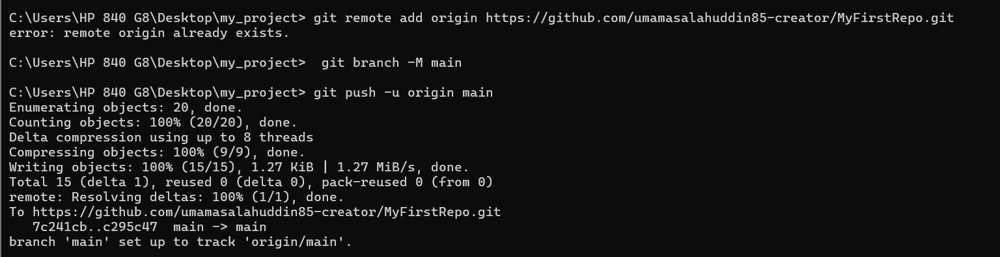 C:\Users\HP 840 G8\Desktop\my_project> git remote add origin https://github.com/umamasalahuddin85-creator/MyFirstRepo.git
error: remote origin already exists.
C:\Users\HP 840 G8\Desktop\my_project>  git branch -M main
C:\Users\HP 840 G8\Desktop\my_project> git push -u origin main
Enumerating objects: 20, done.
Counting objects: 100% (20/20), done.
Delta compression using up to 8 threads
Compressing objects: 100% (9/9), done.
Writing objects: 100% (15/15), 1.27 KiB | 1.27 MiB/s, done.
Total 15 (delta 1), reused 0 (delta 0), pack-reused 0 (from 0)
remote: Resolving deltas: 100% (1/1), done.
To https://github.com/umamasalahuddin85-creator/MyFirstRepo.git
   7c241cb..c295c47  main -> main
branch 'main' set up to track 'origin/main'.